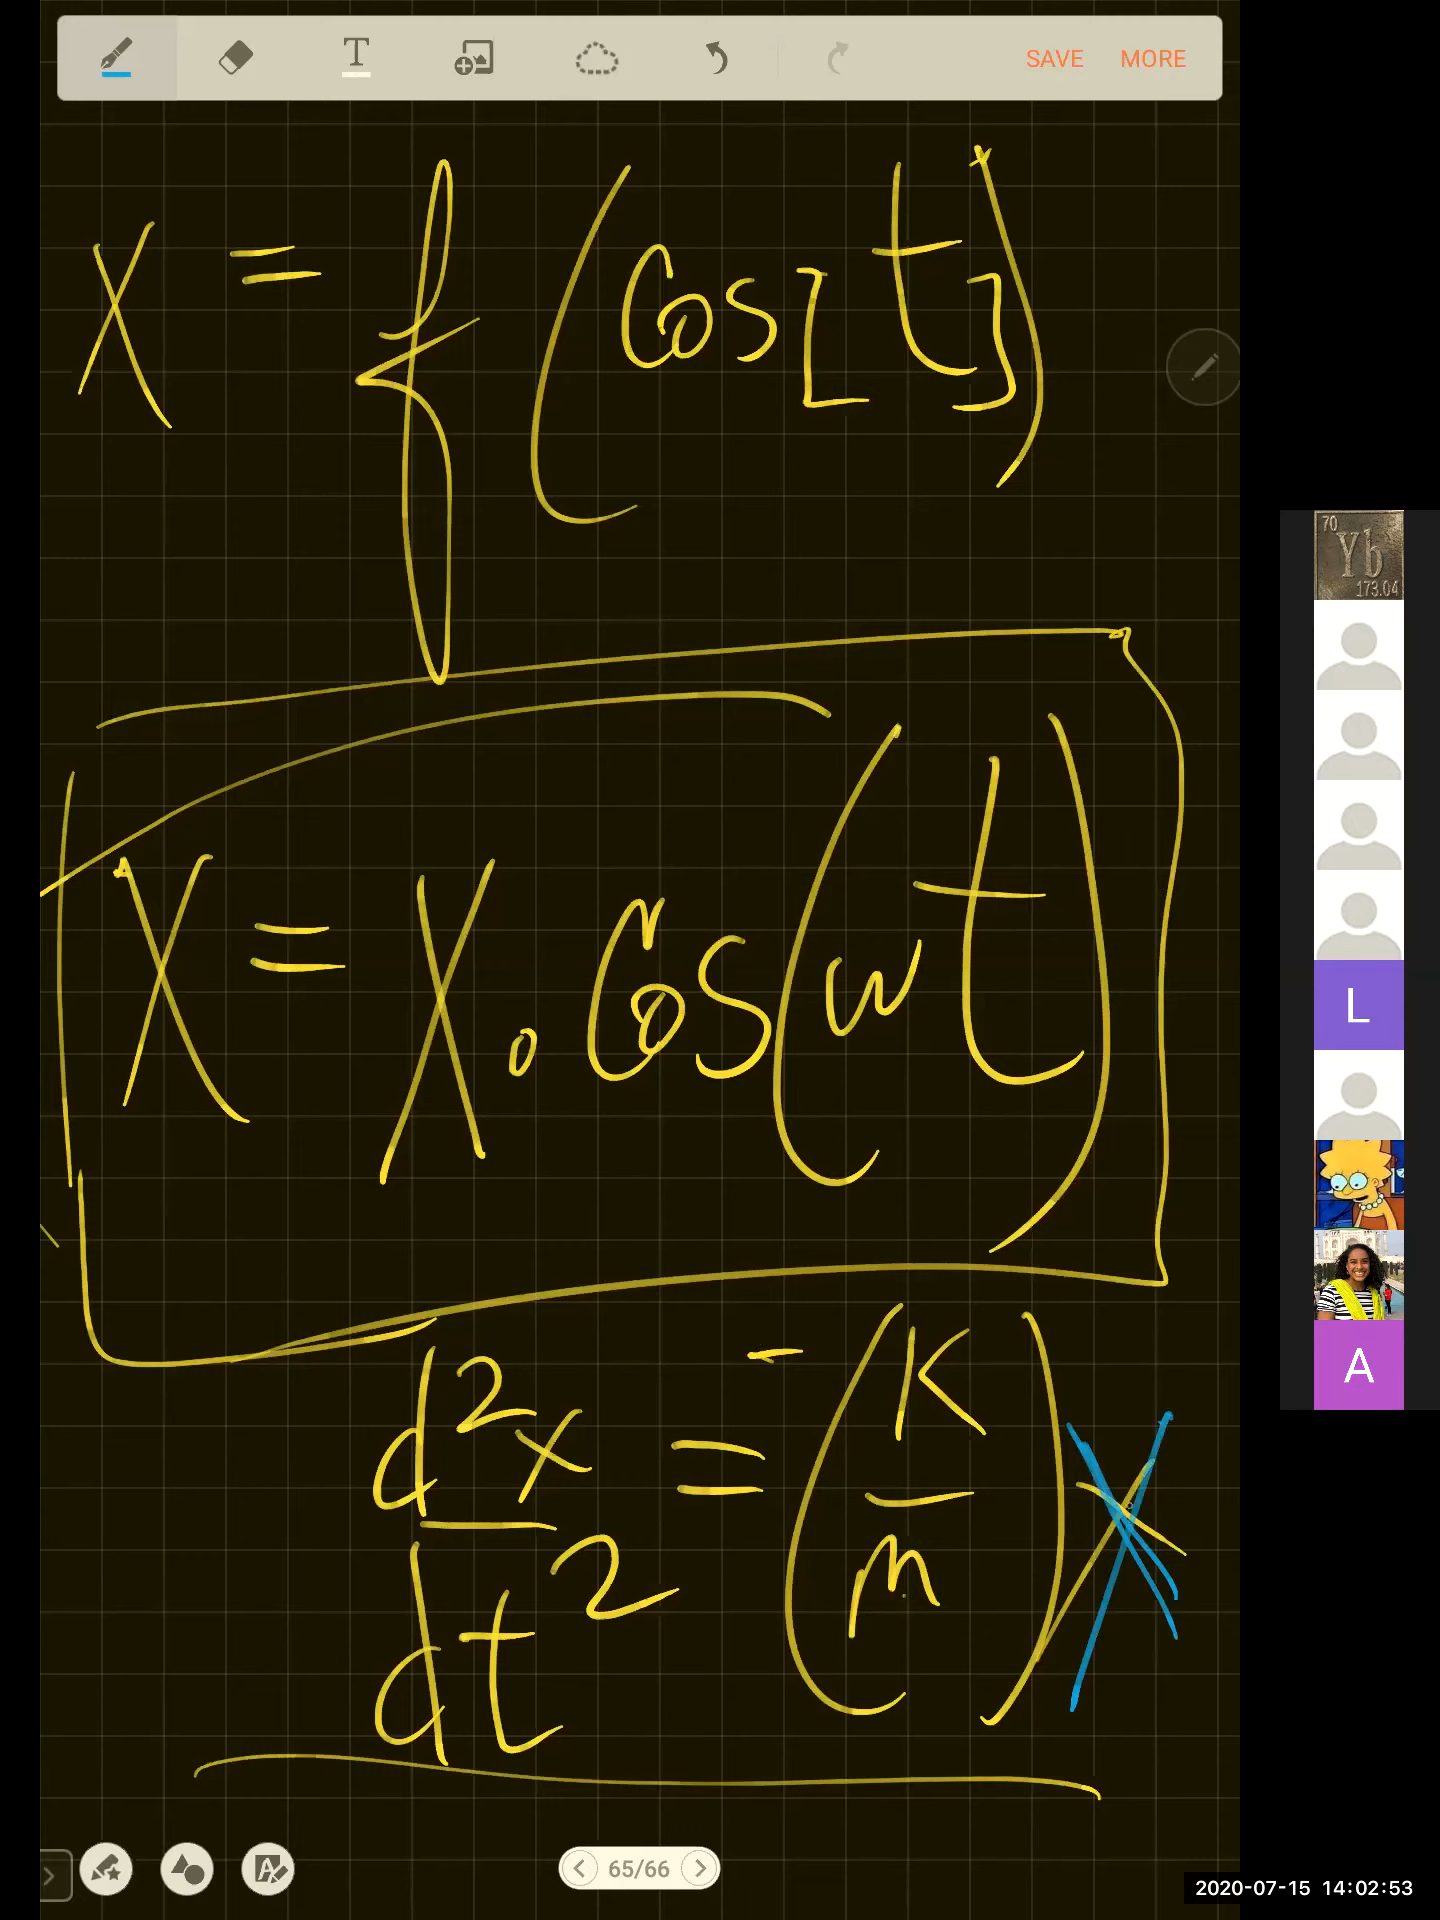 SAVE MORE
x = f (Cos[t])
70
Yb
173.04
x = x₀ Cos(wt)
L
d²x/dt² = -(K/m)x
A
65/66
2020-07-15 14:02:53